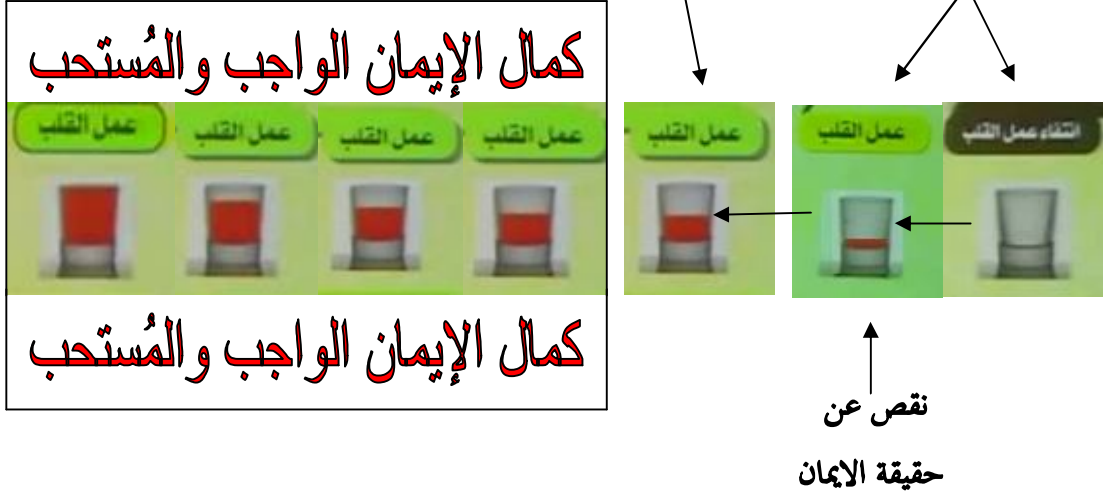 كمال الإيمان الواجب والمُستحب
انتفاء عمل القلب
عمل القلب
عمل القلب
عمل القلب
عمل القلب
عمل القلب
عمل القلب
كمال الإيمان الواجب والمُستحب
نقص عن
حقيقة الايمان